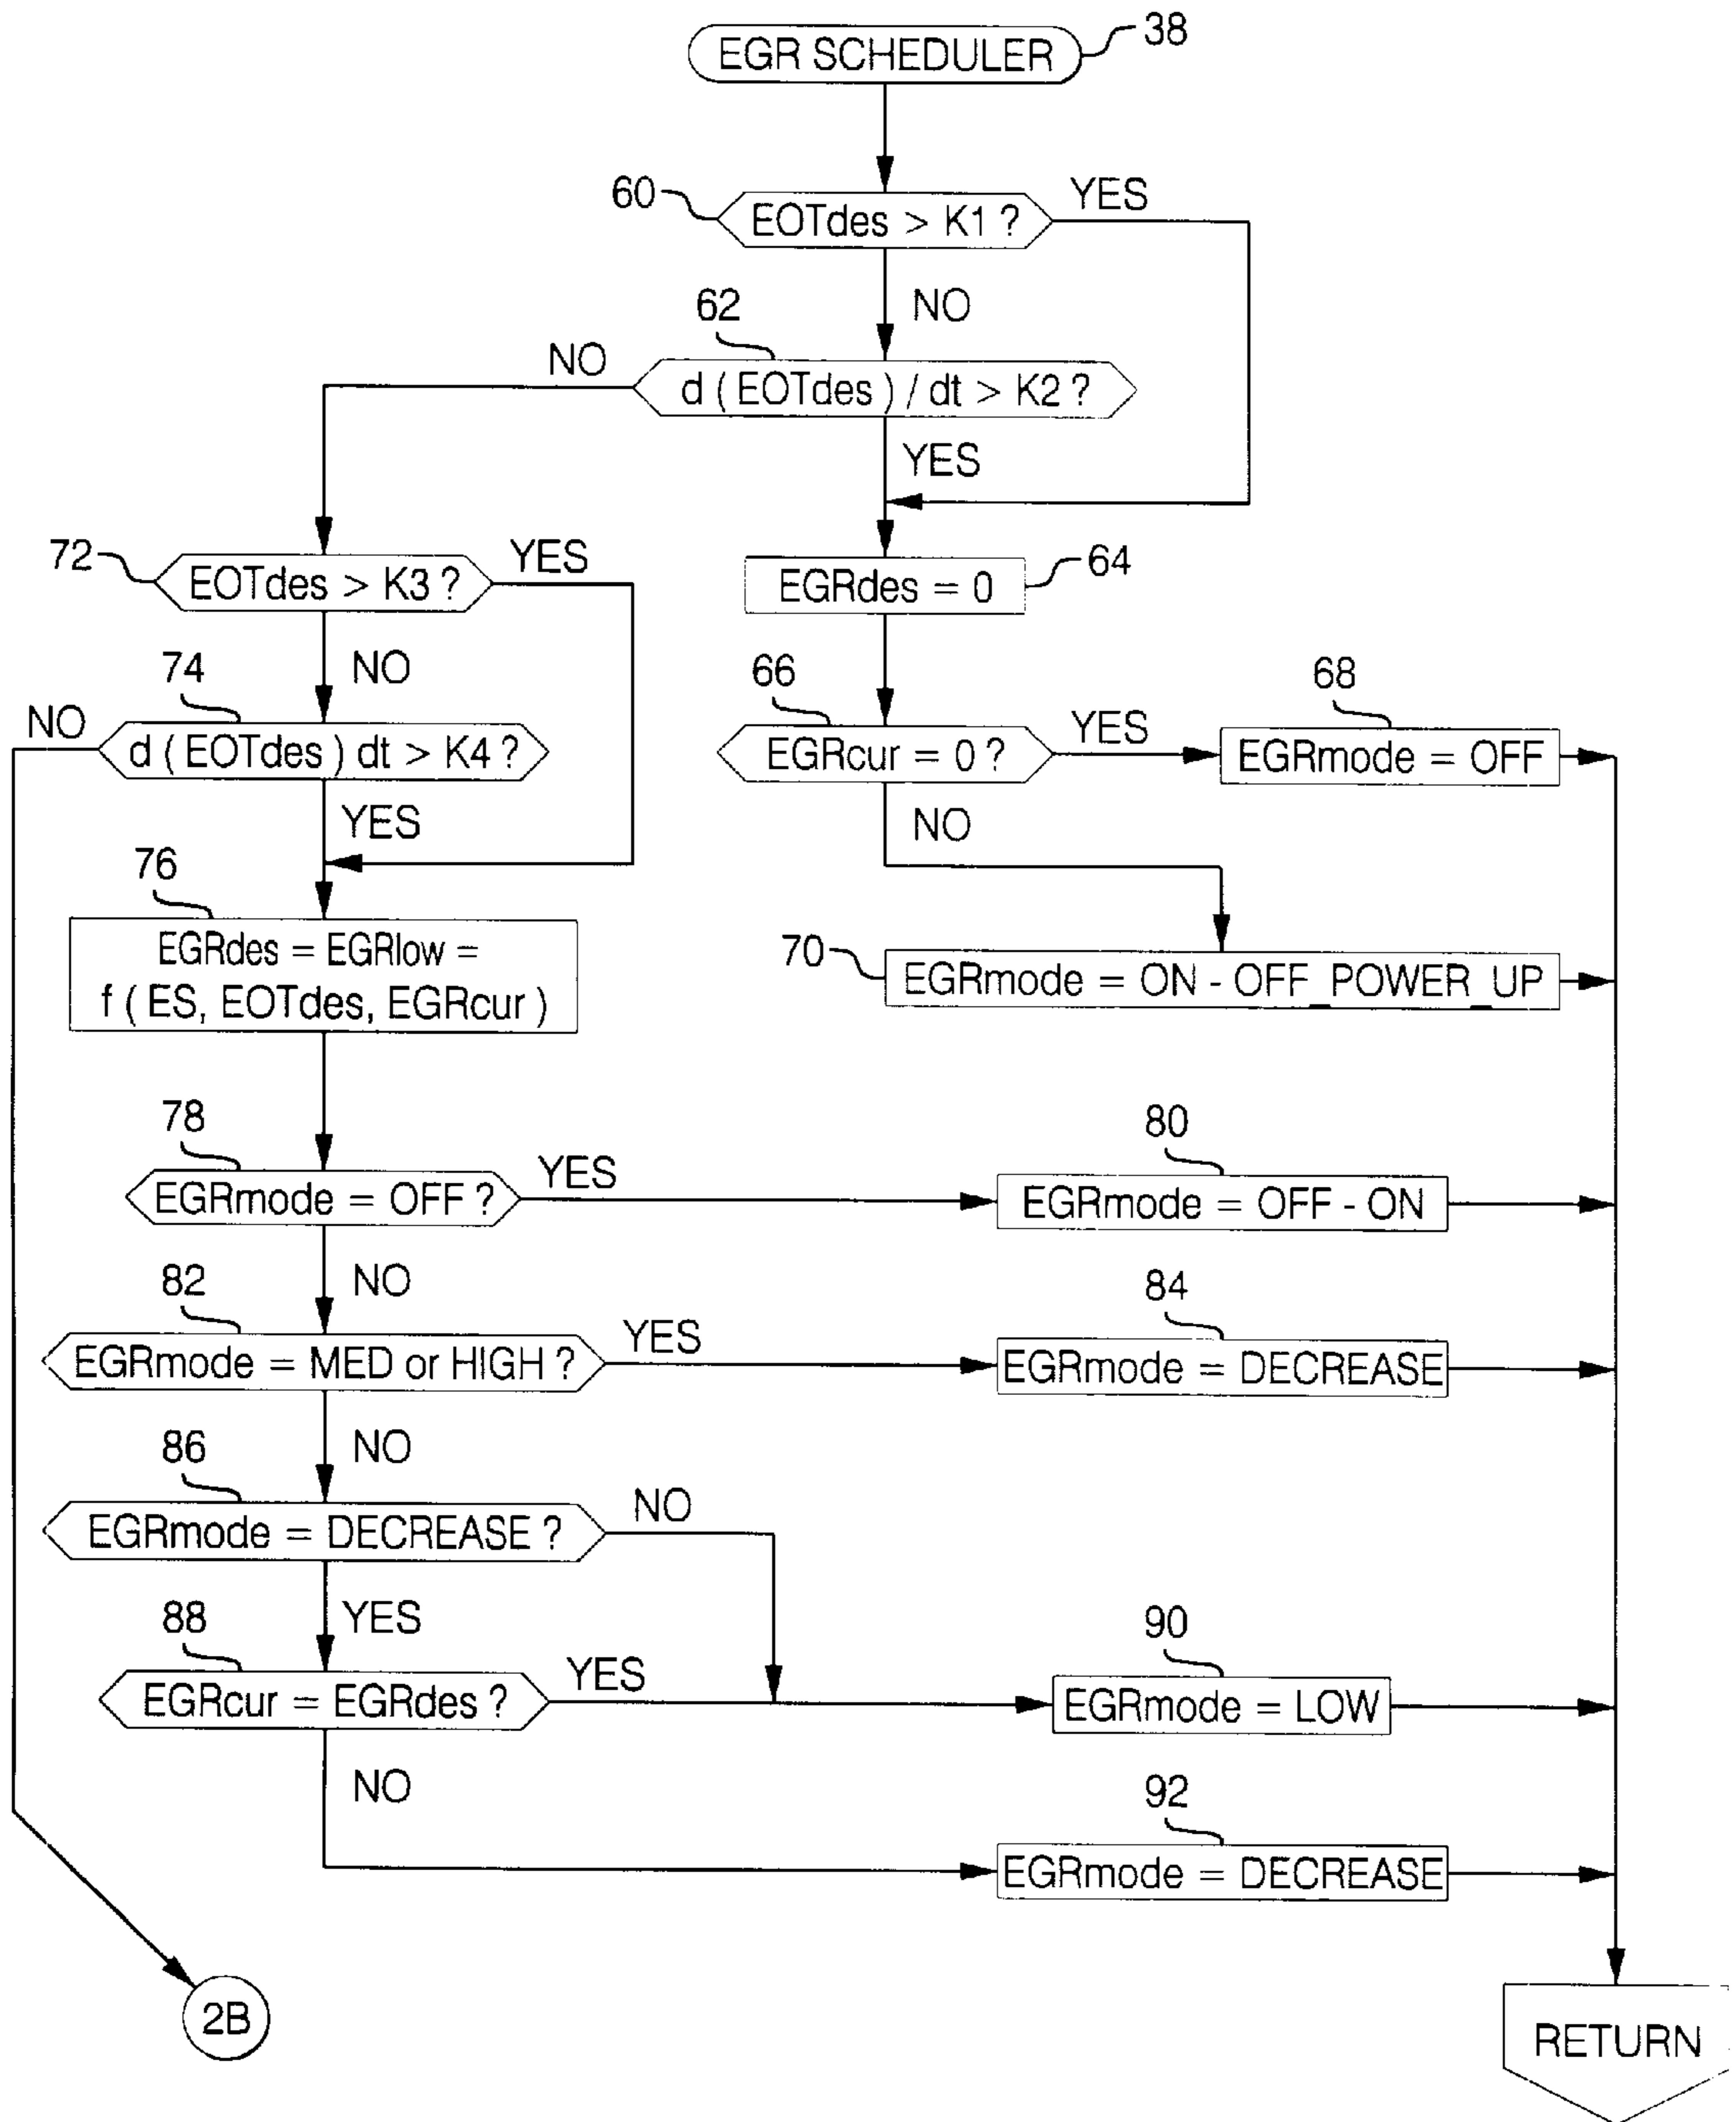 EGR SCHEDULER
38
60
EOTdes > K1 ?
YES
NO
62
NO
d ( EOTdes ) / dt > K2 ?
YES
72
EOTdes > K3 ?
YES
EGRdes = 0
64
NO
74
NO
d ( EOTdes ) dt > K4 ?
YES
66
EGRcur = 0 ?
YES
68
EGRmode = OFF
NO
76
EGRdes = EGRlow =
f ( ES, EOTdes, EGRcur )
70
EGRmode = ON - OFF_POWER_UP
78
EGRmode = OFF ?
YES
80
EGRmode = OFF - ON
NO
82
EGRmode = MED or HIGH ?
YES
84
EGRmode = DECREASE
NO
86
EGRmode = DECREASE ?
NO
YES
88
EGRcur = EGRdes ?
YES
90
EGRmode = LOW
NO
92
EGRmode = DECREASE
2B
RETURN